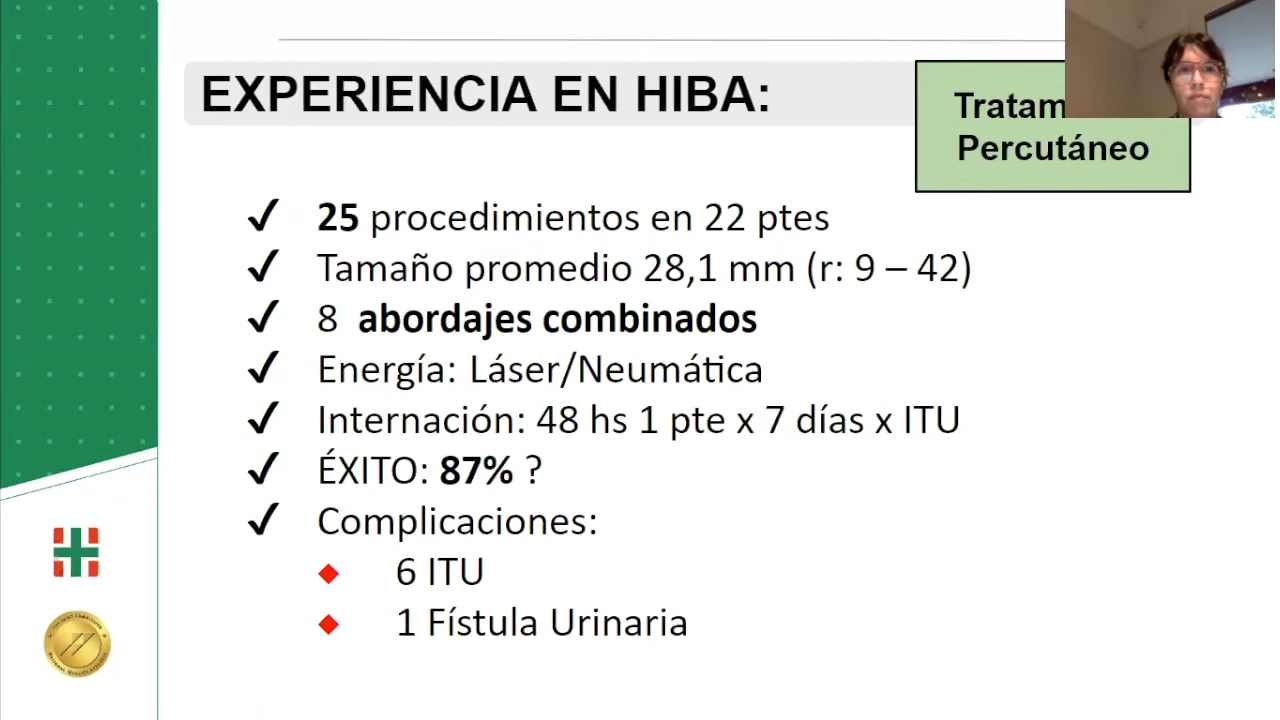 EXPERIENCIA EN HIBA:
Percutáneo
25 procedimientos en 22 ptes
Tamaño promedio 28,1 mm (r: 9 – 42)
8 abordajes combinados
Energía: Láser/Neumática
Internación: 48 hs 1 pte x 7 días x ITU
ÉXITO: 87% ?
Complicaciones:
6 ITU
1 Fístula Urinaria